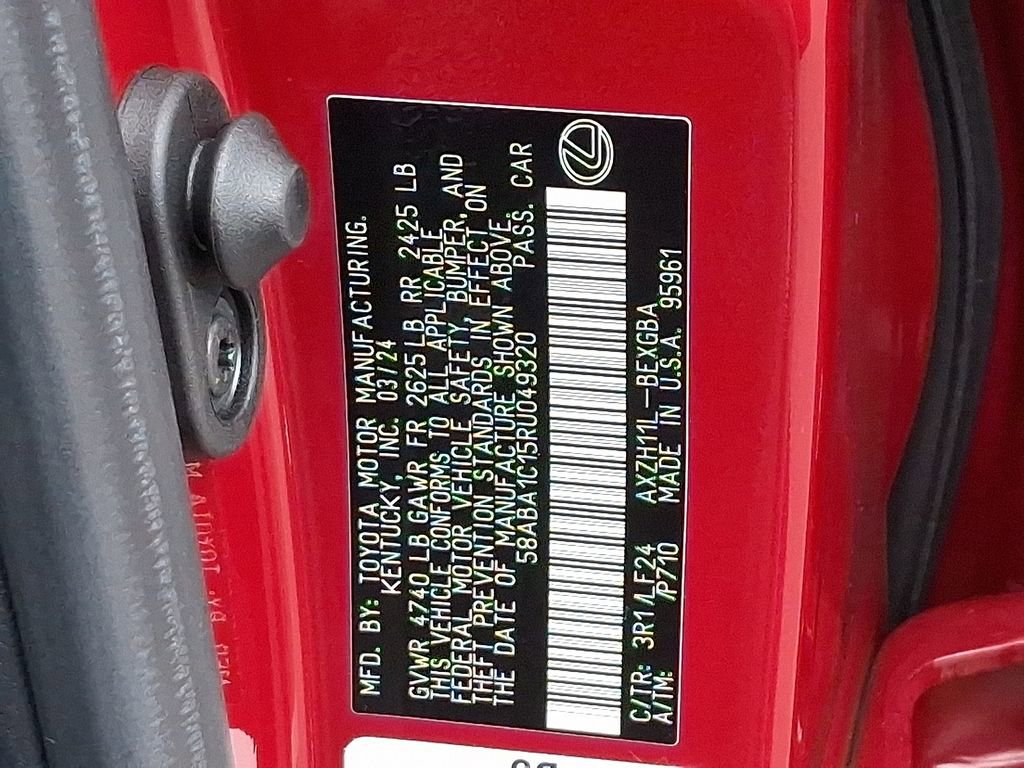 MFD. BY: TOYOTA MOTOR MANUFACTURING.
KENTUCKY, INC. 03/24
GVWR 4740 LB GAWR FR 2625 LB RR 2425 LB
THIS VEHICLE CONFORMS TO ALL APPLICABLE
FEDERAL MOTOR VEHICLE SAFETY, BUMPER, AND
THEFT PREVENTION STANDARDS IN EFFECT ON
THE DATE OF MANUFACTURE SHOWN ABOVE.
58ABA1C15RU049320 PASS. CAR
C/TR: 3R1/LF24 AXZH11L-BEXGBA
A/TM: /P710 MADE IN U.S.A. 95961